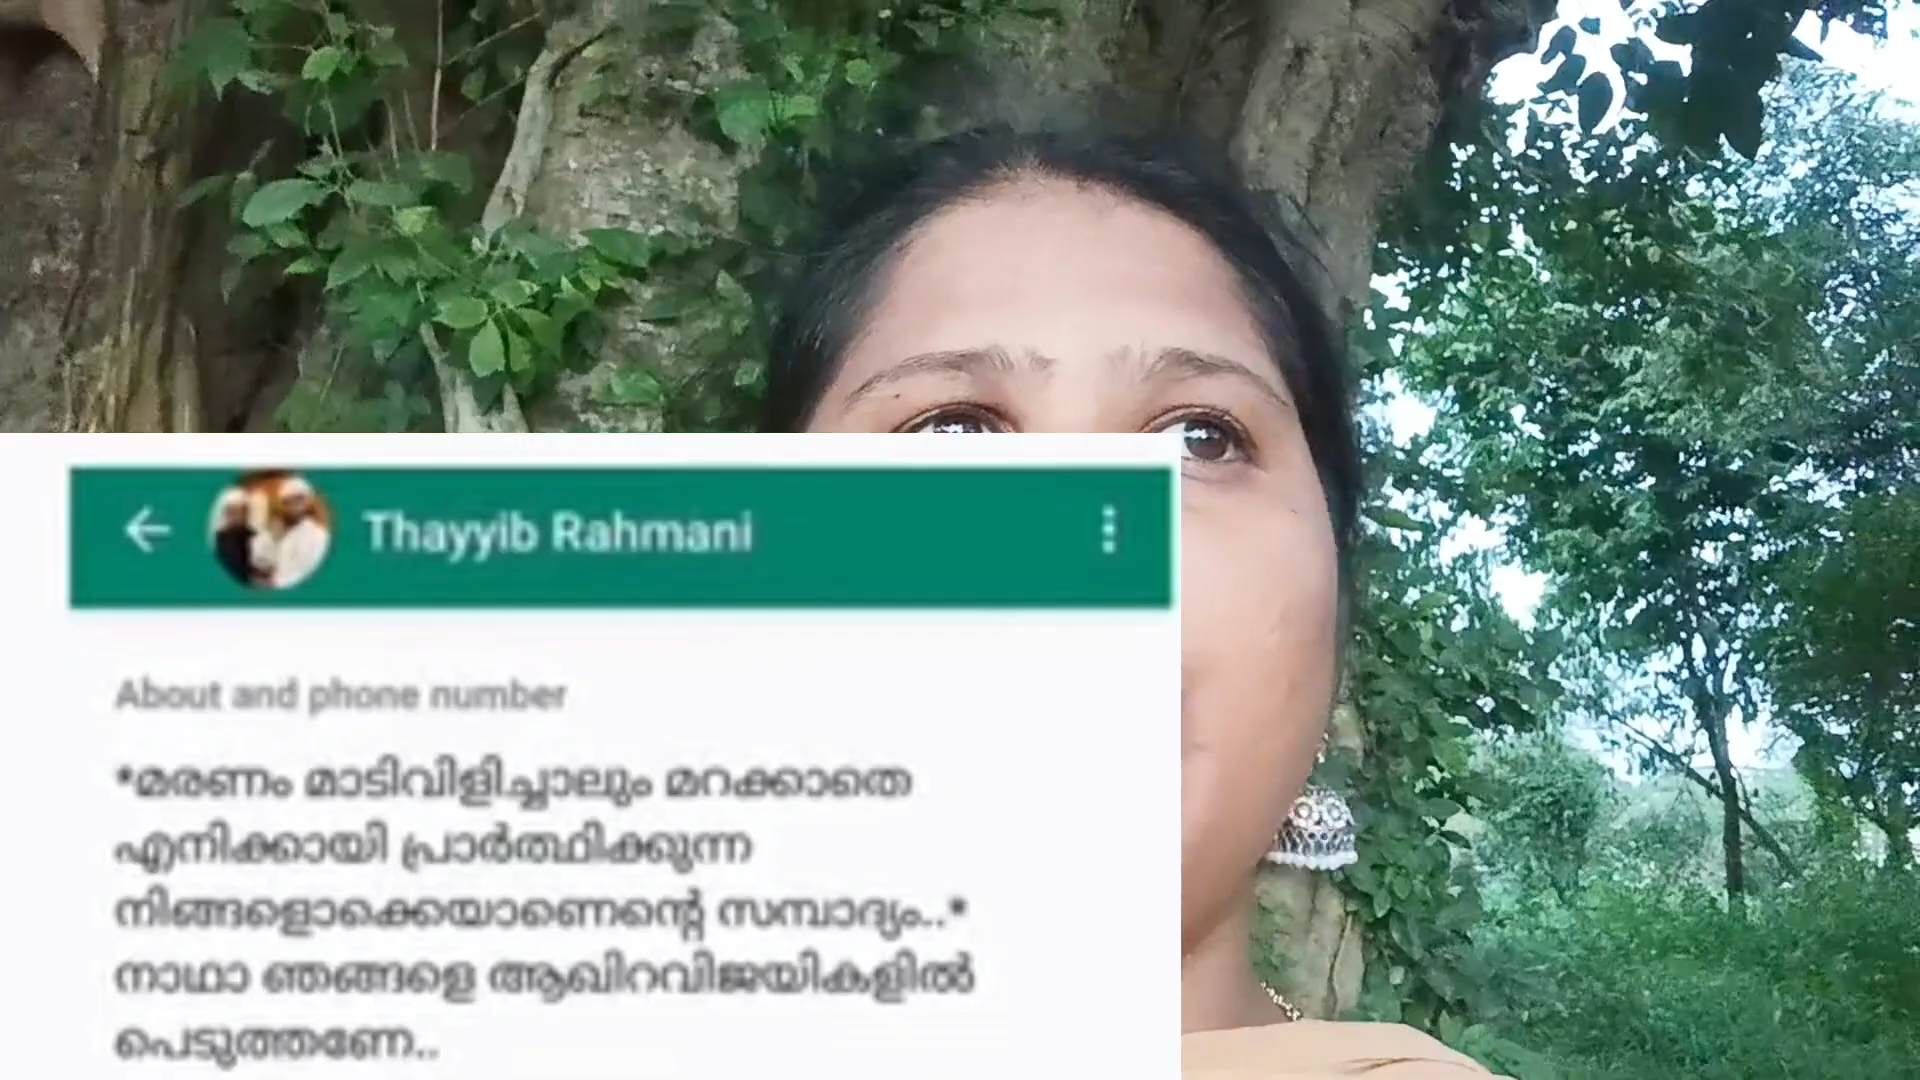 Thayyib Rahmani
About and phone number
*മരണം മാടിവിളിച്ചാലും മറക്കാതെ
എനിക്കായി പ്രാർത്ഥിക്കുന്ന
നിങ്ങളൊക്കെയാണെന്റെ സമ്പാദ്യം..*
നാഥാ ഞങ്ങളെ ആഖിറവിജയികളിൽ
പെടുത്തണേ..